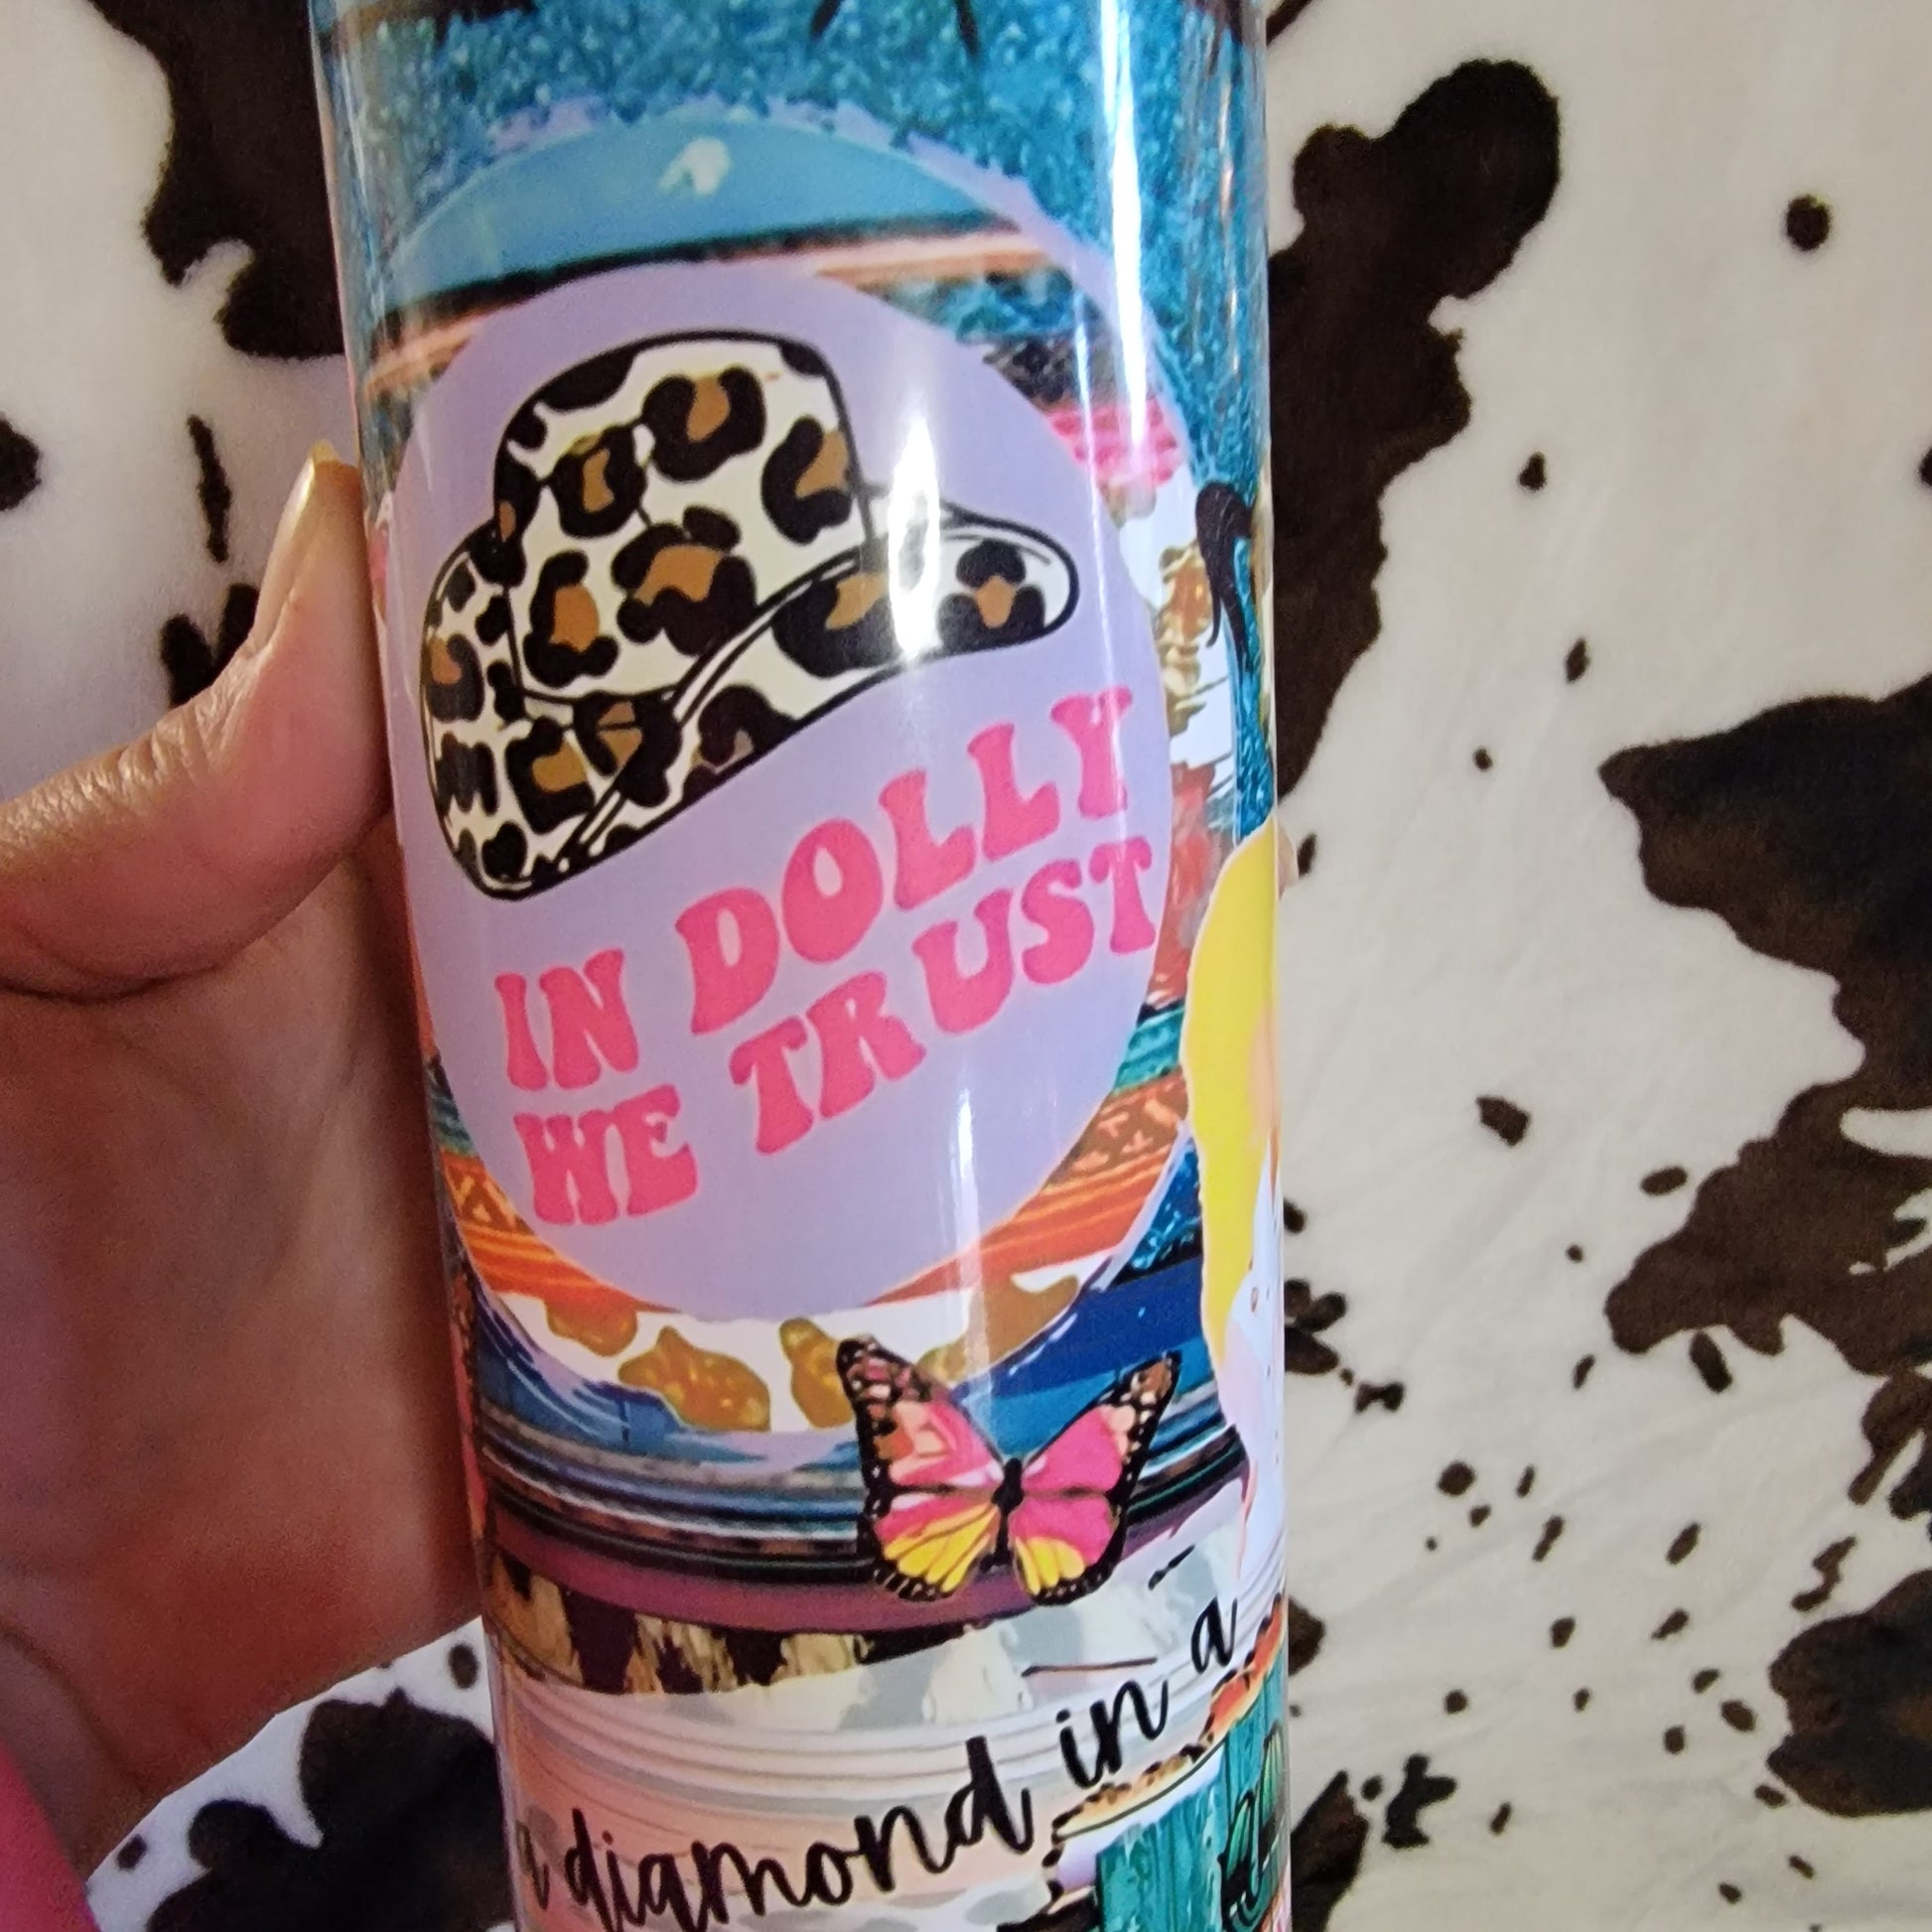 IN DOLLY
WE TRUST
a diamond in a